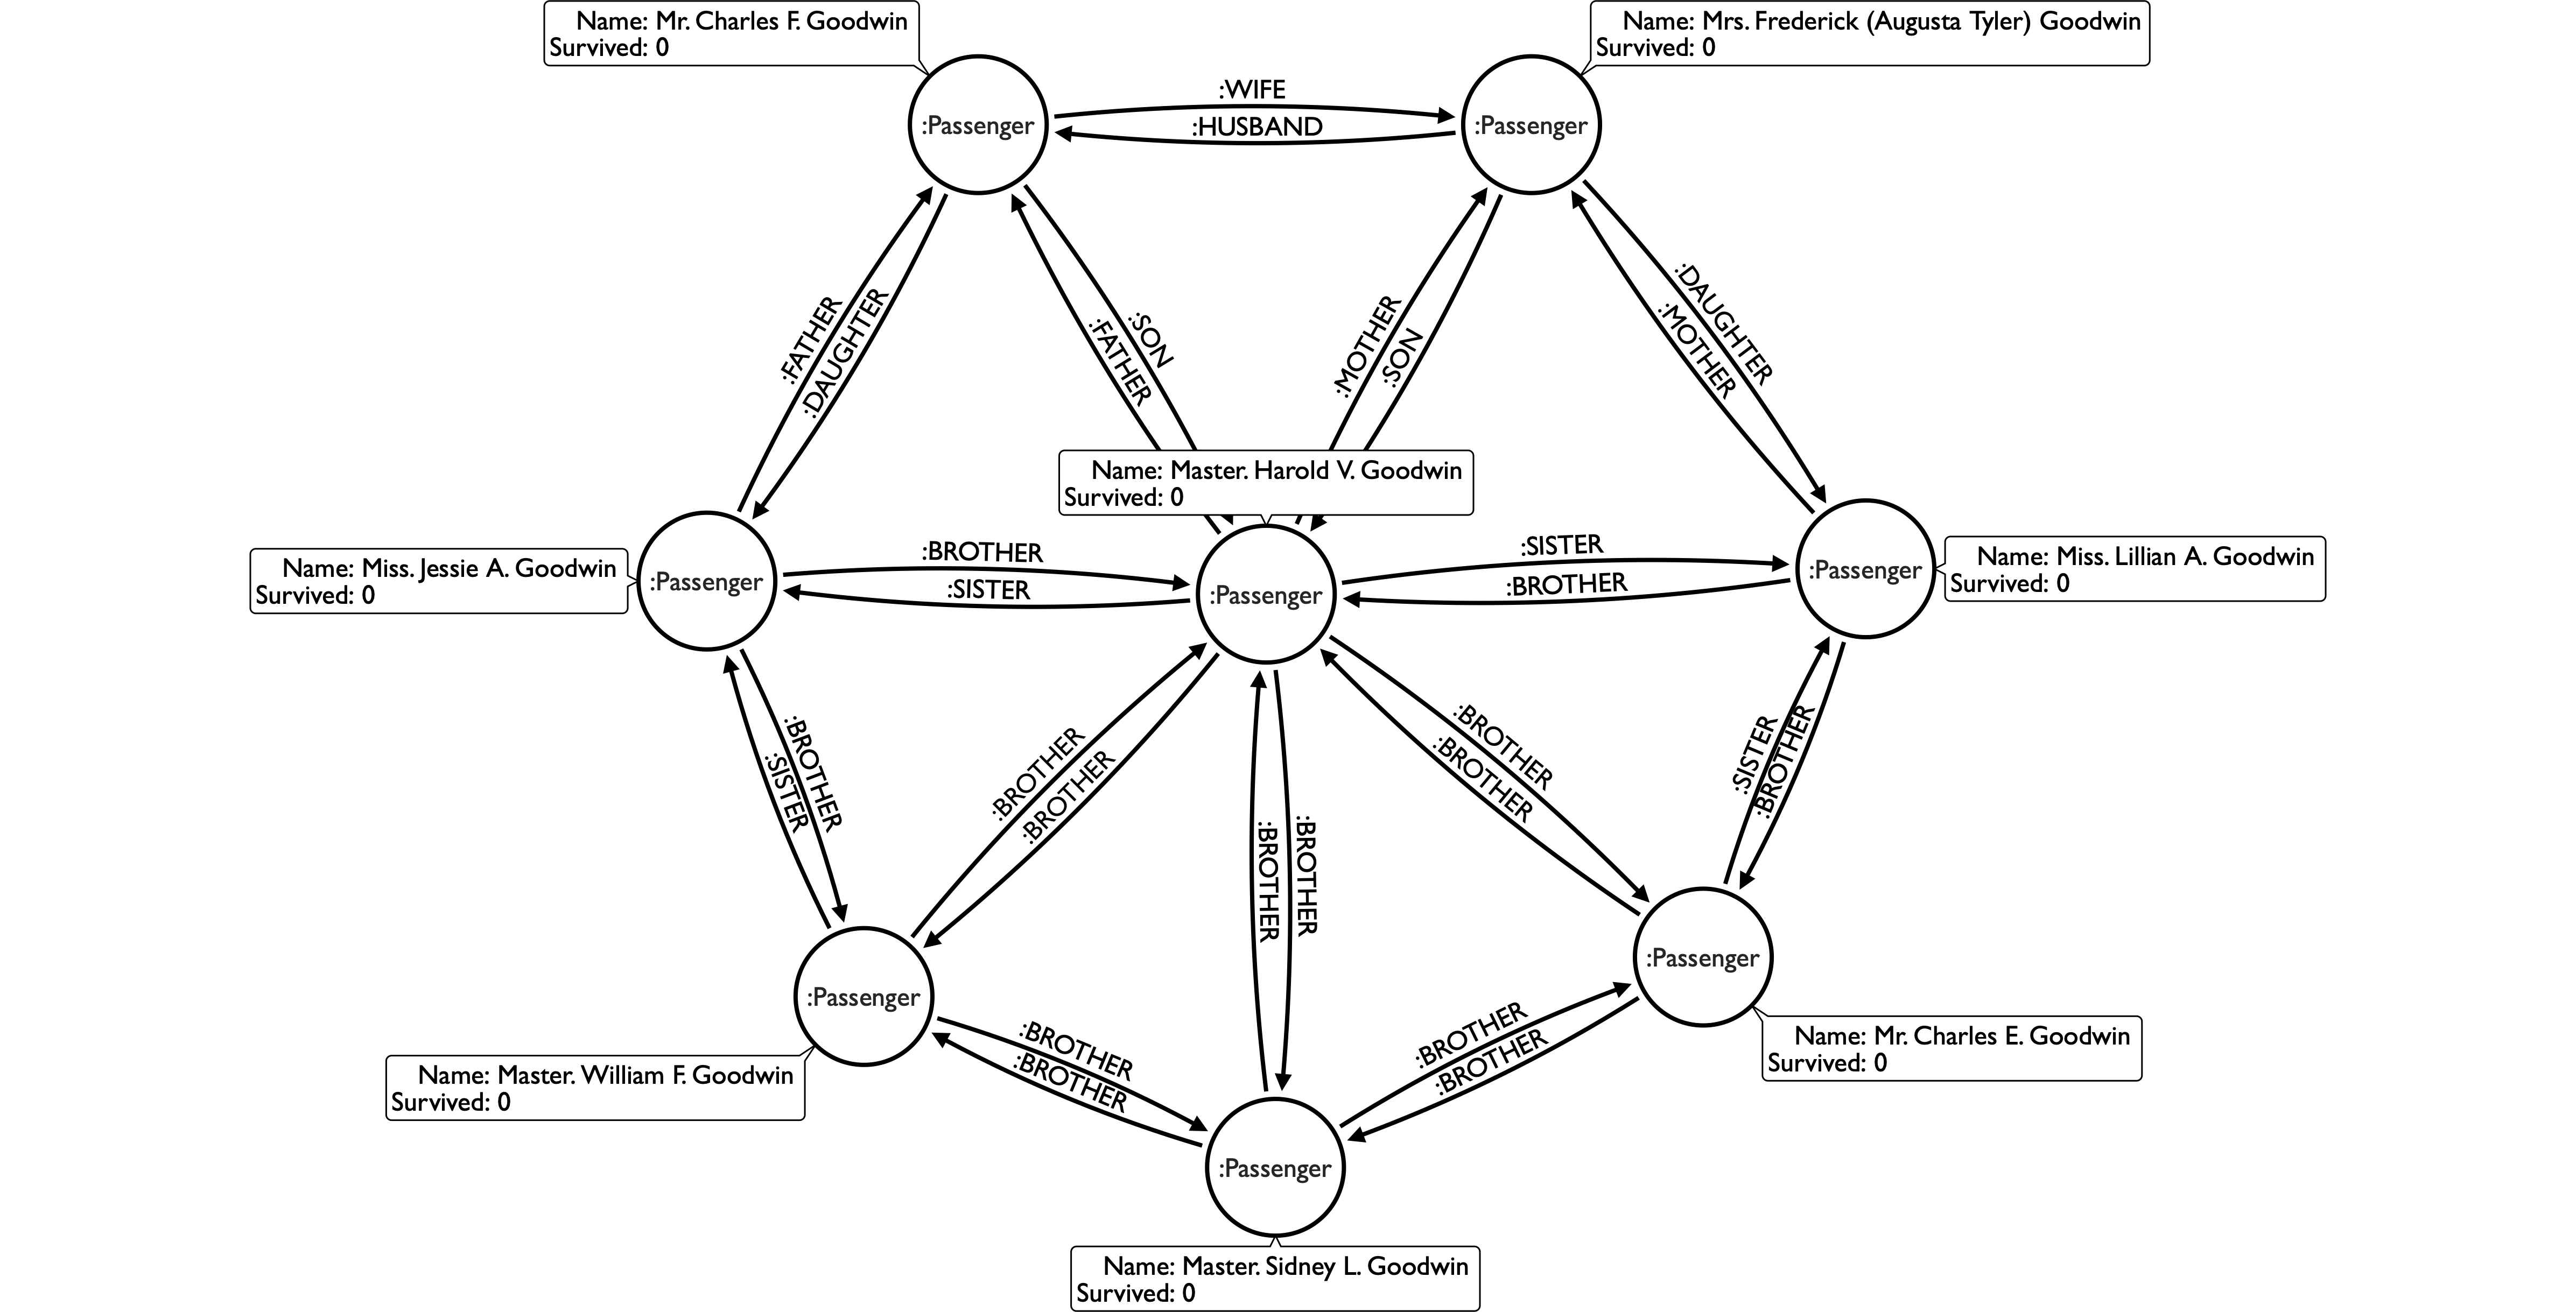 Name: Mr. Charles F. Goodwin
Survived: 0
Name: Mrs. Frederick (Augusta Tyler) Goodwin
Survived: 0
:Passenger
:WIFE
:HUSBAND
:Passenger
:FATHER
:DAUGHTER
:SON
:FATHER
:MOTHER
:SON
:DAUGHTER
:MOTHER
Name: Master. Harold V. Goodwin
Survived: 0
Name: Miss. Jessie A. Goodwin
Survived: 0
:Passenger
:BROTHER
:SISTER
:Passenger
:SISTER
:BROTHER
:Passenger
Name: Miss. Lillian A. Goodwin
Survived: 0
:BROTHER
:SISTER
:BROTHER
:BROTHER
:BROTHER
:BROTHER
:BROTHER
:BROTHER
:SISTER
:BROTHER
:Passenger
:Passenger
:BROTHER
:BROTHER
:BROTHER
:BROTHER
Name: Mr. Charles E. Goodwin
Survived: 0
Name: Master. William F. Goodwin
Survived: 0
:Passenger
Name: Master. Sidney L. Goodwin
Survived: 0